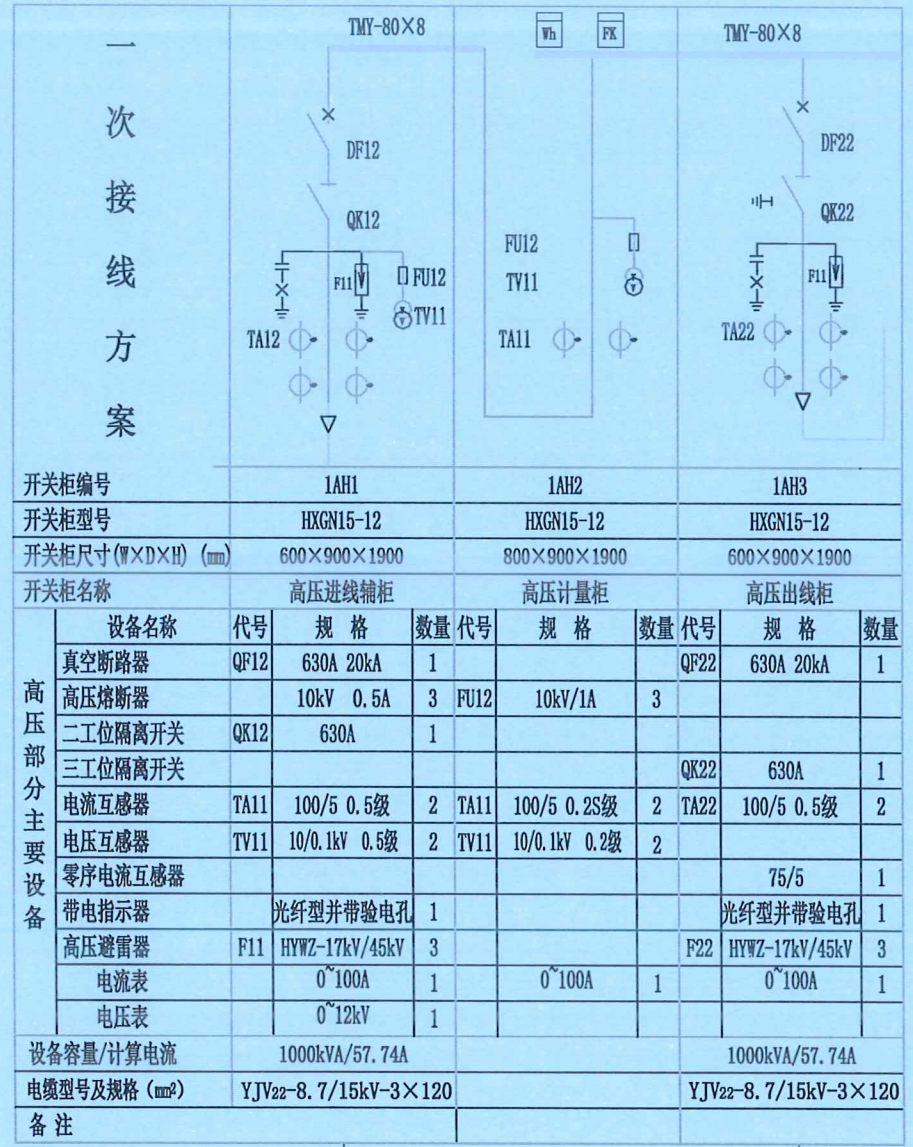 一次接线方案
TMY-80×8
Wh
FK
TMY-80×8
DF12
QK12
F11
FU12
TV11
TA12
FU12
TV11
TA11
DF22
QK22
F11
TA22
开关柜编号 1AH1 1AH2 1AH3
开关柜型号 HXGN15-12 HXGN15-12 HXGN15-12
开关柜尺寸(W×D×H) (mm) 600×900×1900 800×900×1900 600×900×1900
开关柜名称 高压进线辅柜 高压计量柜 高压出线柜
高压部分主要设备
设备名称 代号 规格 数量 代号 规格 数量 代号 规格 数量
真空断路器 QF12 630A 20kA 1 QF22 630A 20kA 1
高压熔断器 10kV 0.5A 3 FU12 10kV/1A 3
二工位隔离开关 QK12 630A 1
三工位隔离开关 QK22 630A 1
电流互感器 TA11 100/5 0.5级 2 TA11 100/5 0.2S级 2 TA22 100/5 0.5级 2
电压互感器 TV11 10/0.1kV 0.5级 2 TV11 10/0.1kV 0.2级 2
零序电流互感器 75/5 1
带电指示器 光纤型并带验电孔 1 光纤型并带验电孔 1
高压避雷器 F11 HYWZ-17kV/45kV 3 F22 HYWZ-17kV/45kV 3
电流表 0~100A 1 0~100A 1 0~100A 1
电压表 0~12kV 1
设备容量/计算电流 1000kVA/57.74A 1000kVA/57.74A
电缆型号及规格(mm²) YJV22-8.7/15kV-3×120 YJV22-8.7/15kV-3×120
备注